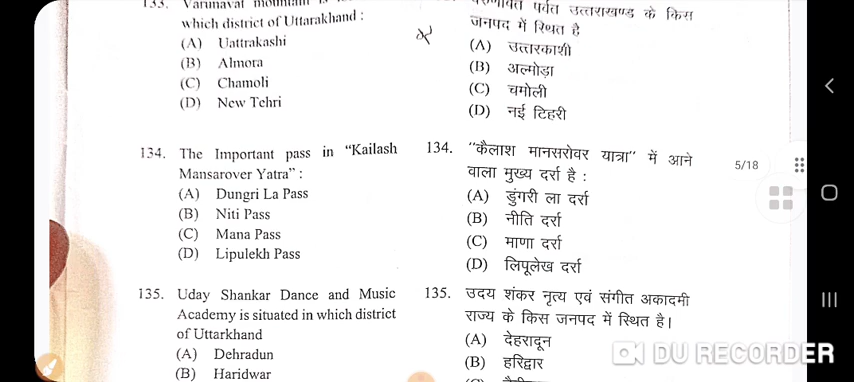 133. Varunavat mountain is
which district of Uttarakhand :
(A) Uattrakashi
(B) Almora
(C) Chamoli
(D) New Tehri
134. The Important pass in “Kailash
Mansarover Yatra” :
(A) Dungri La Pass
(B) Niti Pass
(C) Mana Pass
(D) Lipulekh Pass
135. Uday Shankar Dance and Music
Academy is situated in which district
of Uttarkhand
(A) Dehradun
(B) Haridwar
पर्वत उत्तराखण्ड के किस
जनपद में स्थित है
(A) उत्तरकाशी
(B) अल्मोड़ा
(C) चमोली
(D) नई टिहरी
134. “कैलाश मानसरोवर यात्रा” में आने
वाला मुख्य दर्रा है :
(A) डुंगरी ला दर्रा
(B) नीति दर्रा
(C) माणा दर्रा
(D) लिपूलेख दर्रा
135. उदय शंकर नृत्य एवं संगीत अकादमी
राज्य के किस जनपद में स्थित है।
(A) देहरादून
(B) हरिद्वार
5/18
DU RECORDER